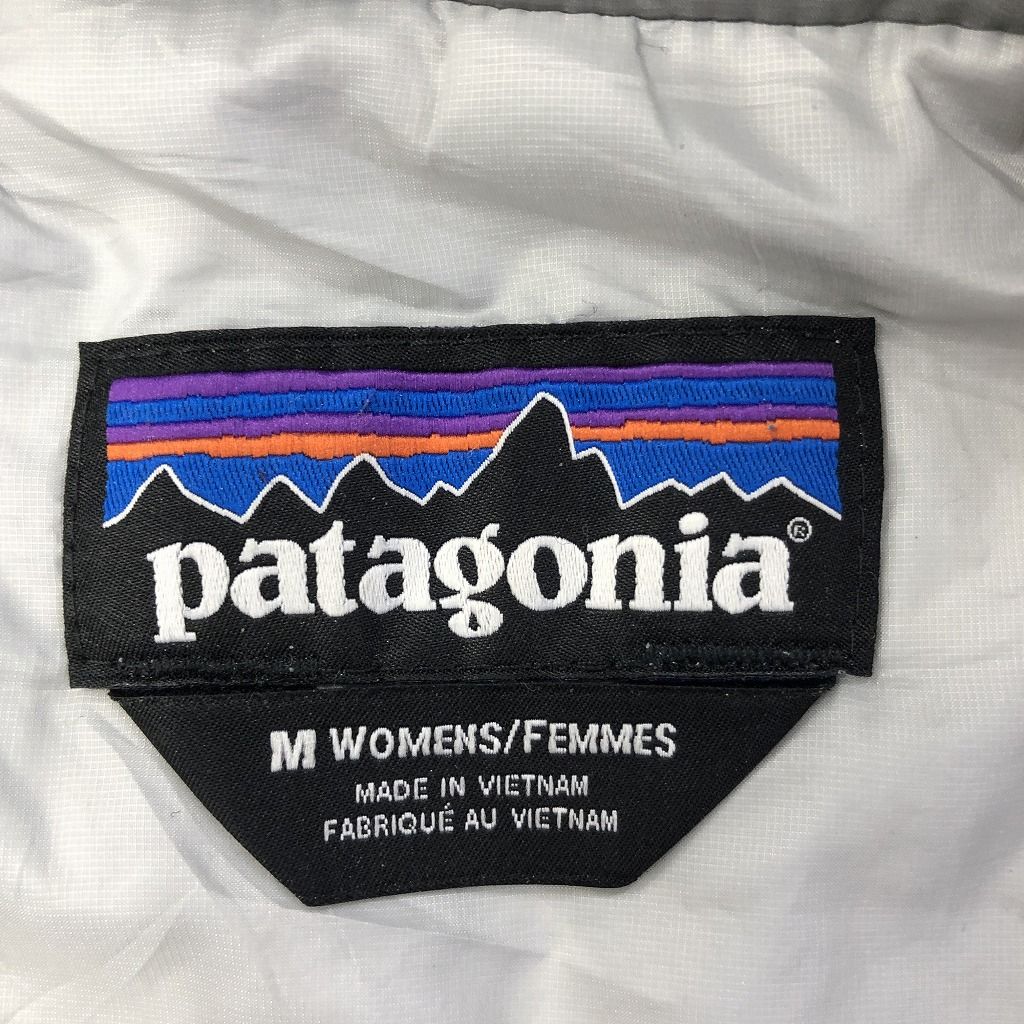 patagonia®
M WOMENS/FEMMES
MADE IN VIETNAM
FABRIQUÉ AU VIETNAM